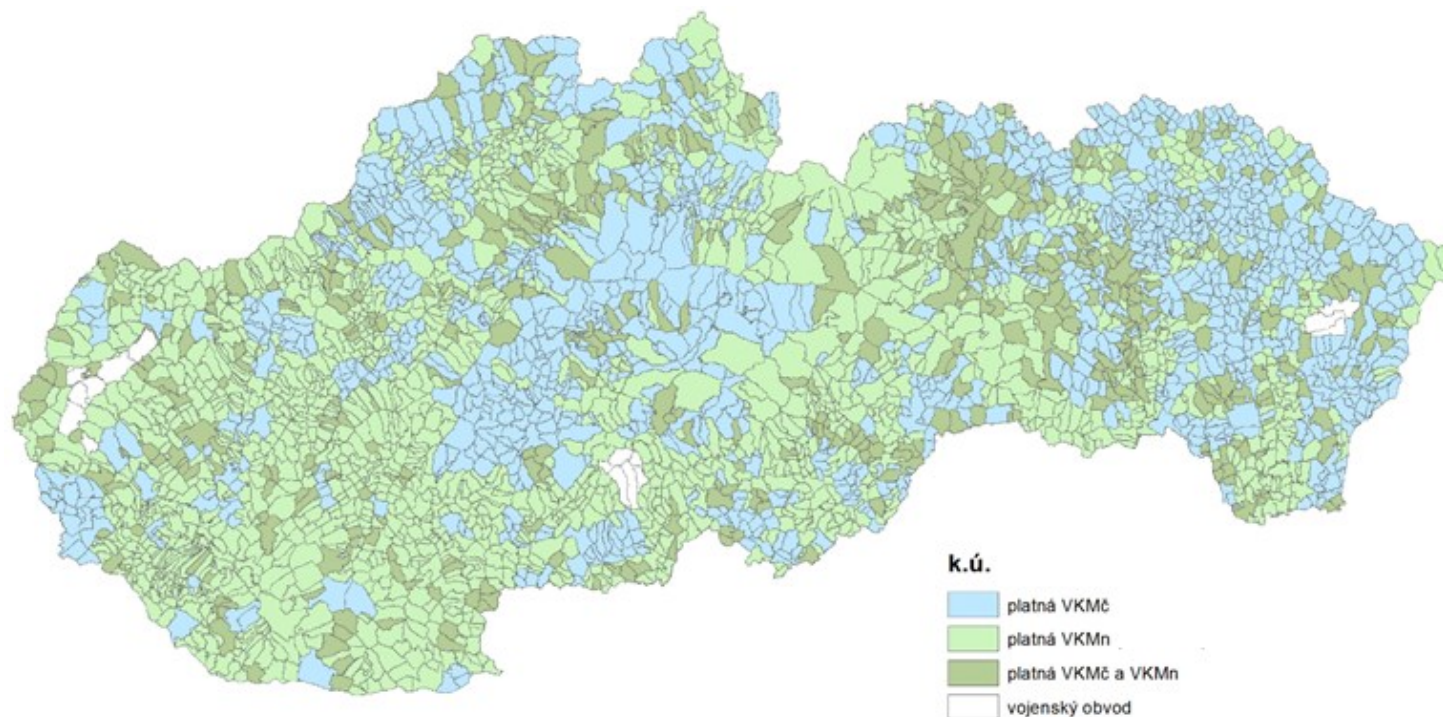 k.ú.
platná VKMč
platná VKMn
platná VKMč a VKMn
vojenský obvod